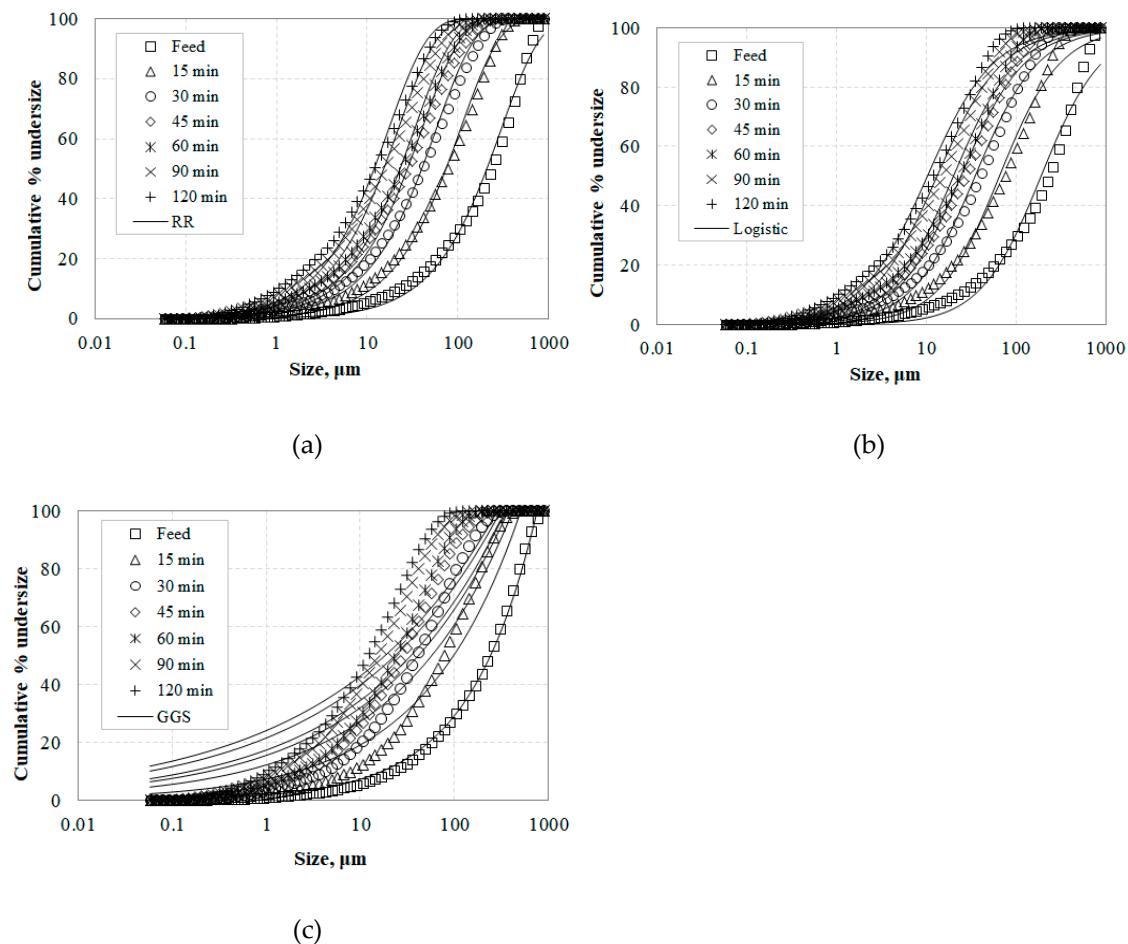 Cumulative % undersize
100
80
60
40
20
0
Feed
15 min
30 min
45 min
60 min
90 min
120 min
RR
0.01 0.1 1 10 100 1000
Size, μm
(a)
Cumulative % undersize
100
80
60
40
20
0
Feed
15 min
30 min
45 min
60 min
90 min
120 min
Logistic
0.01 0.1 1 10 100 1000
Size, μm
(b)
Cumulative % undersize
100
80
60
40
20
0
Feed
15 min
30 min
45 min
60 min
90 min
120 min
GGS
0.01 0.1 1 10 100 1000
Size, μm
(c)